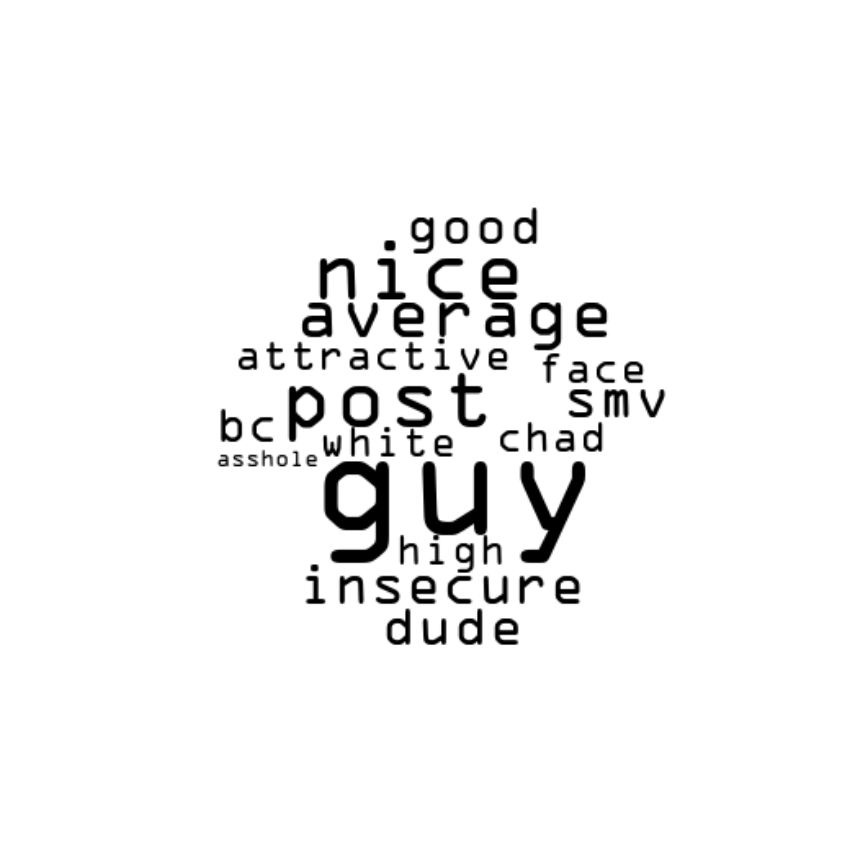 good
nice
average
attractive face
post smv
bc white chad
asshole
guy
high
insecure
dude